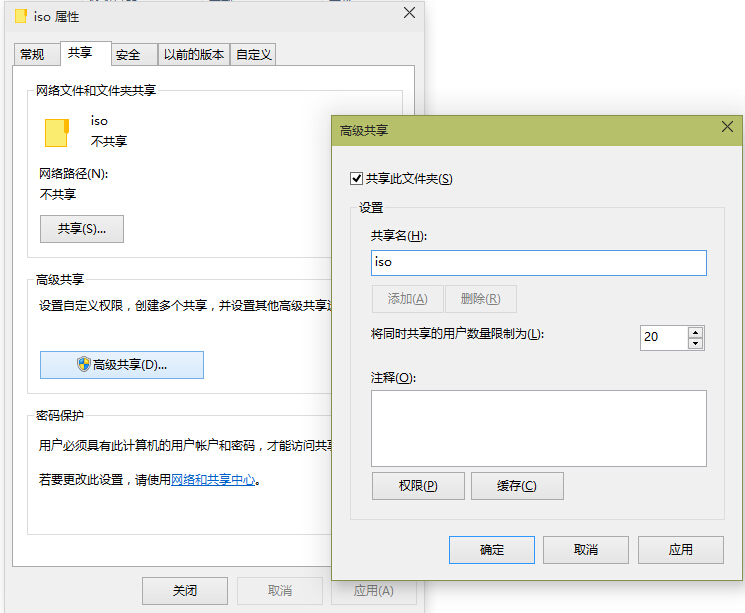 iso 属性
常规
共享
安全
以前的版本
自定义
网络文件和文件夹共享
iso
不共享
网络路径(N):
不共享
共享(S)...
高级共享
设置自定义权限，创建多个共享，并设置其他高级共享
高级共享(D)...
密码保护
用户必须具有此计算机的用户帐户和密码，才能访问共享
若要更改此设置，请使用网络和共享中心。
关闭
取消
应用(A)
高级共享
共享此文件夹(S)
设置
共享名(H):
iso
添加(A)
删除(R)
将同时共享的用户数量限制为(L):
20
注释(O):
权限(P)
缓存(C)
确定
取消
应用